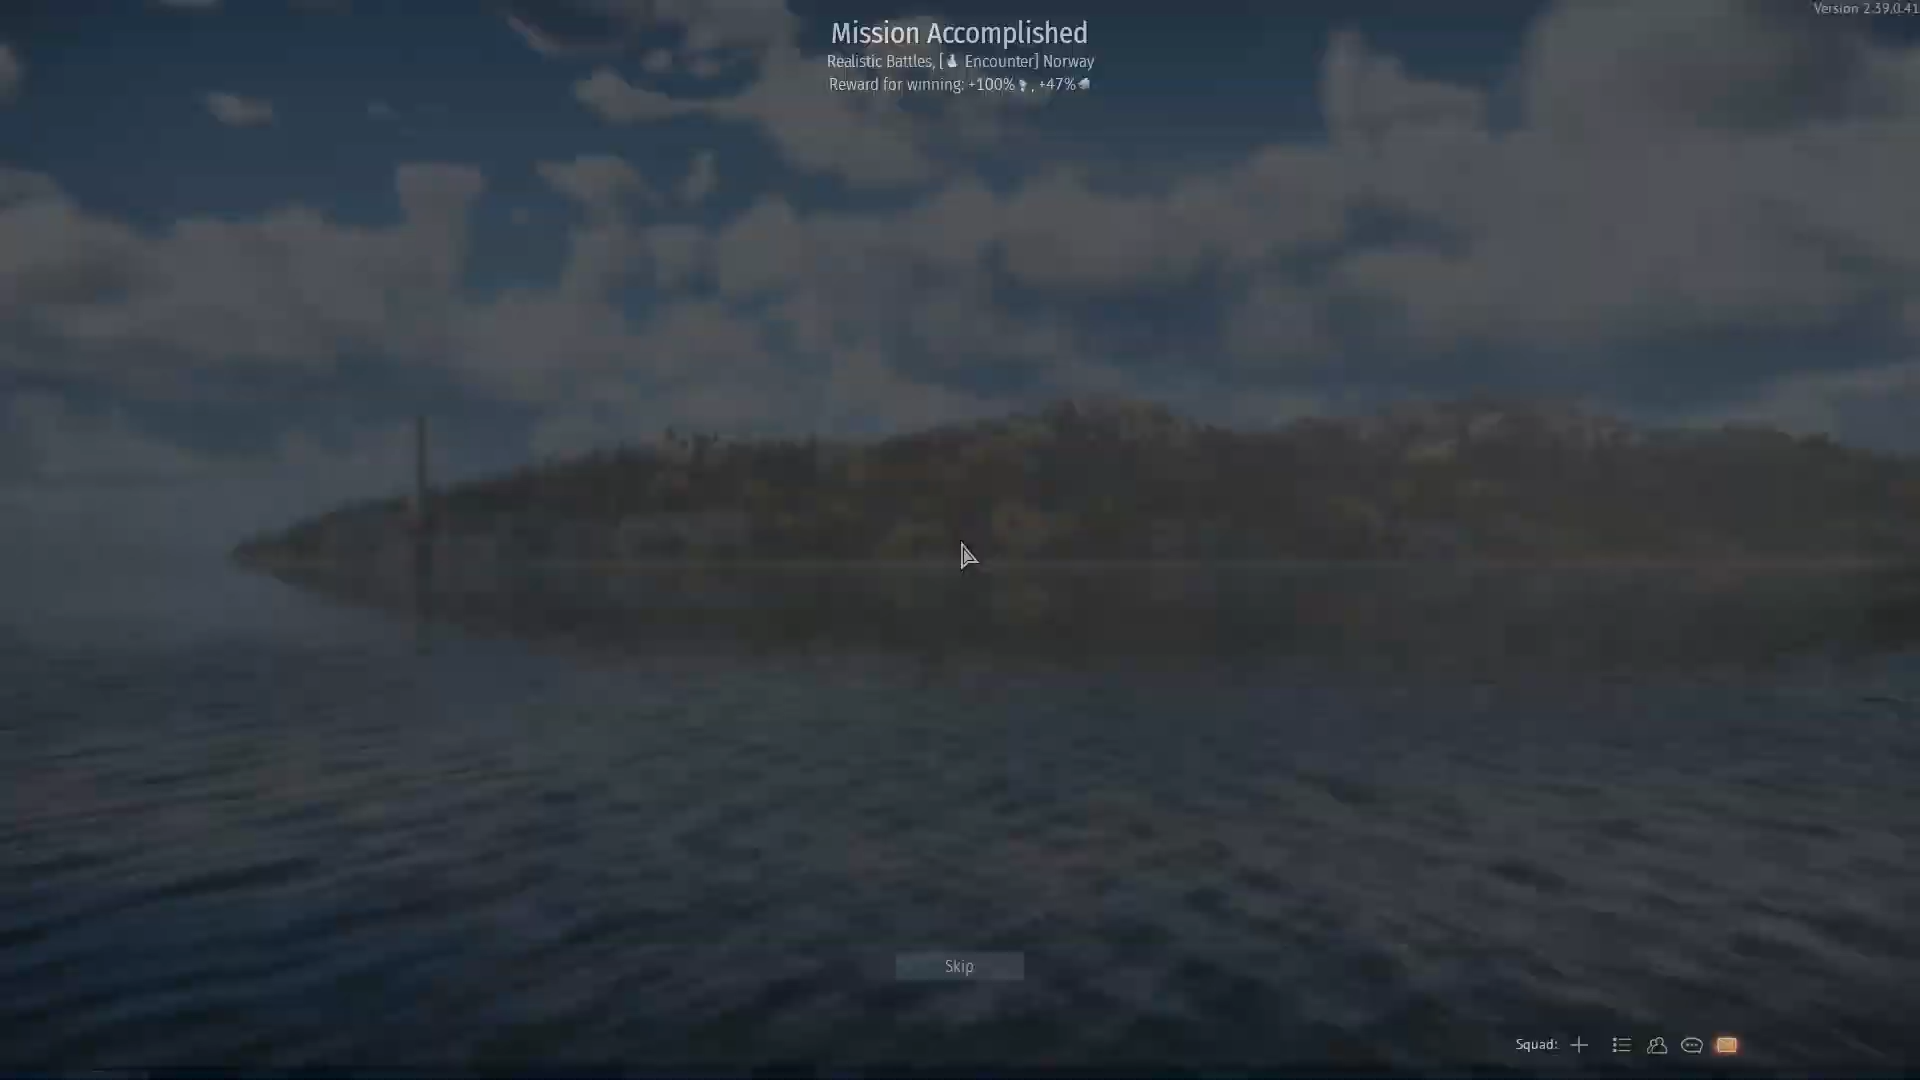 Version 2.39.0.41
Mission Accomplished
Realistic Battles, [ Encounter] Norway
Reward for winning: +100% , +47%
Skip
Squad: